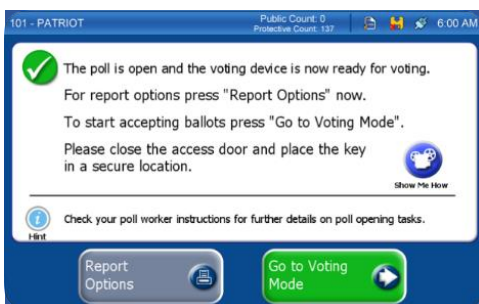 101 - PATRIOT
Public Count: 0
Protective Count: 137
6:00 AM
The poll is open and the voting device is now ready for voting.
For report options press "Report Options" now.
To start accepting ballots press "Go to Voting Mode".
Please close the access door and place the key
in a secure location.
Show Me How
Check your poll worker instructions for further details on poll opening tasks.
Hint
Report
Options
Go to Voting
Mode